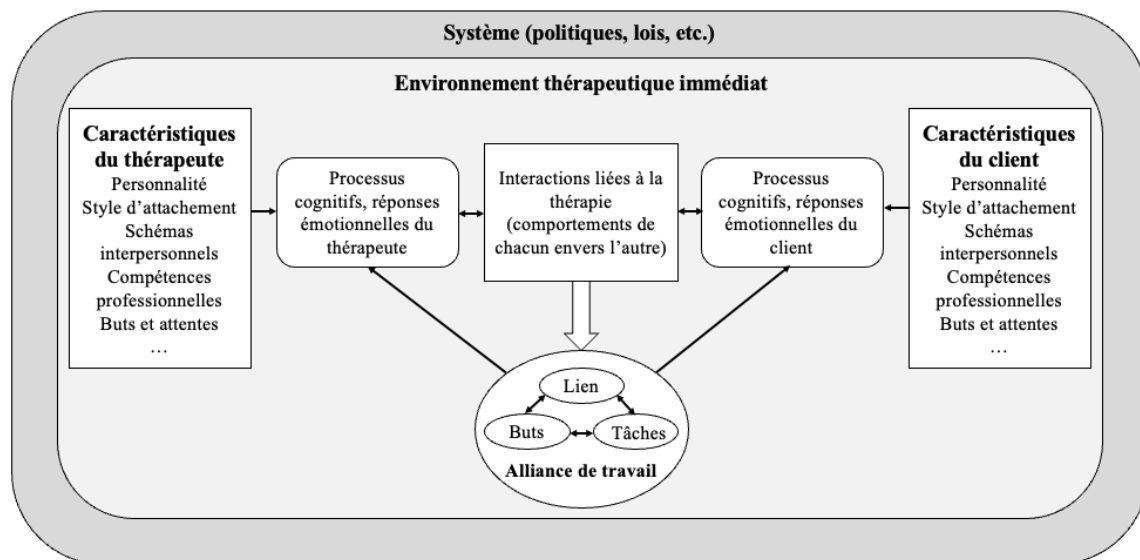 Système (politiques, lois, etc.)
Environnement thérapeutique immédiat
Caractéristiques
du thérapeute
Personnalité
Style d'attachement
Schémas
interpersonnels
Compétences
professionnelles
Buts et attentes
…
Processus
cognitifs, réponses
émotionnelles du
thérapeute
Interactions liées à la
thérapie
(comportements de
chacun envers l'autre)
Processus
cognitifs, réponses
émotionnelles du
client
Caractéristiques
du client
Personnalité
Style d'attachement
Schémas
interpersonnels
Compétences
professionnelles
Buts et attentes
…
Lien
Buts
Tâches
Alliance de travail